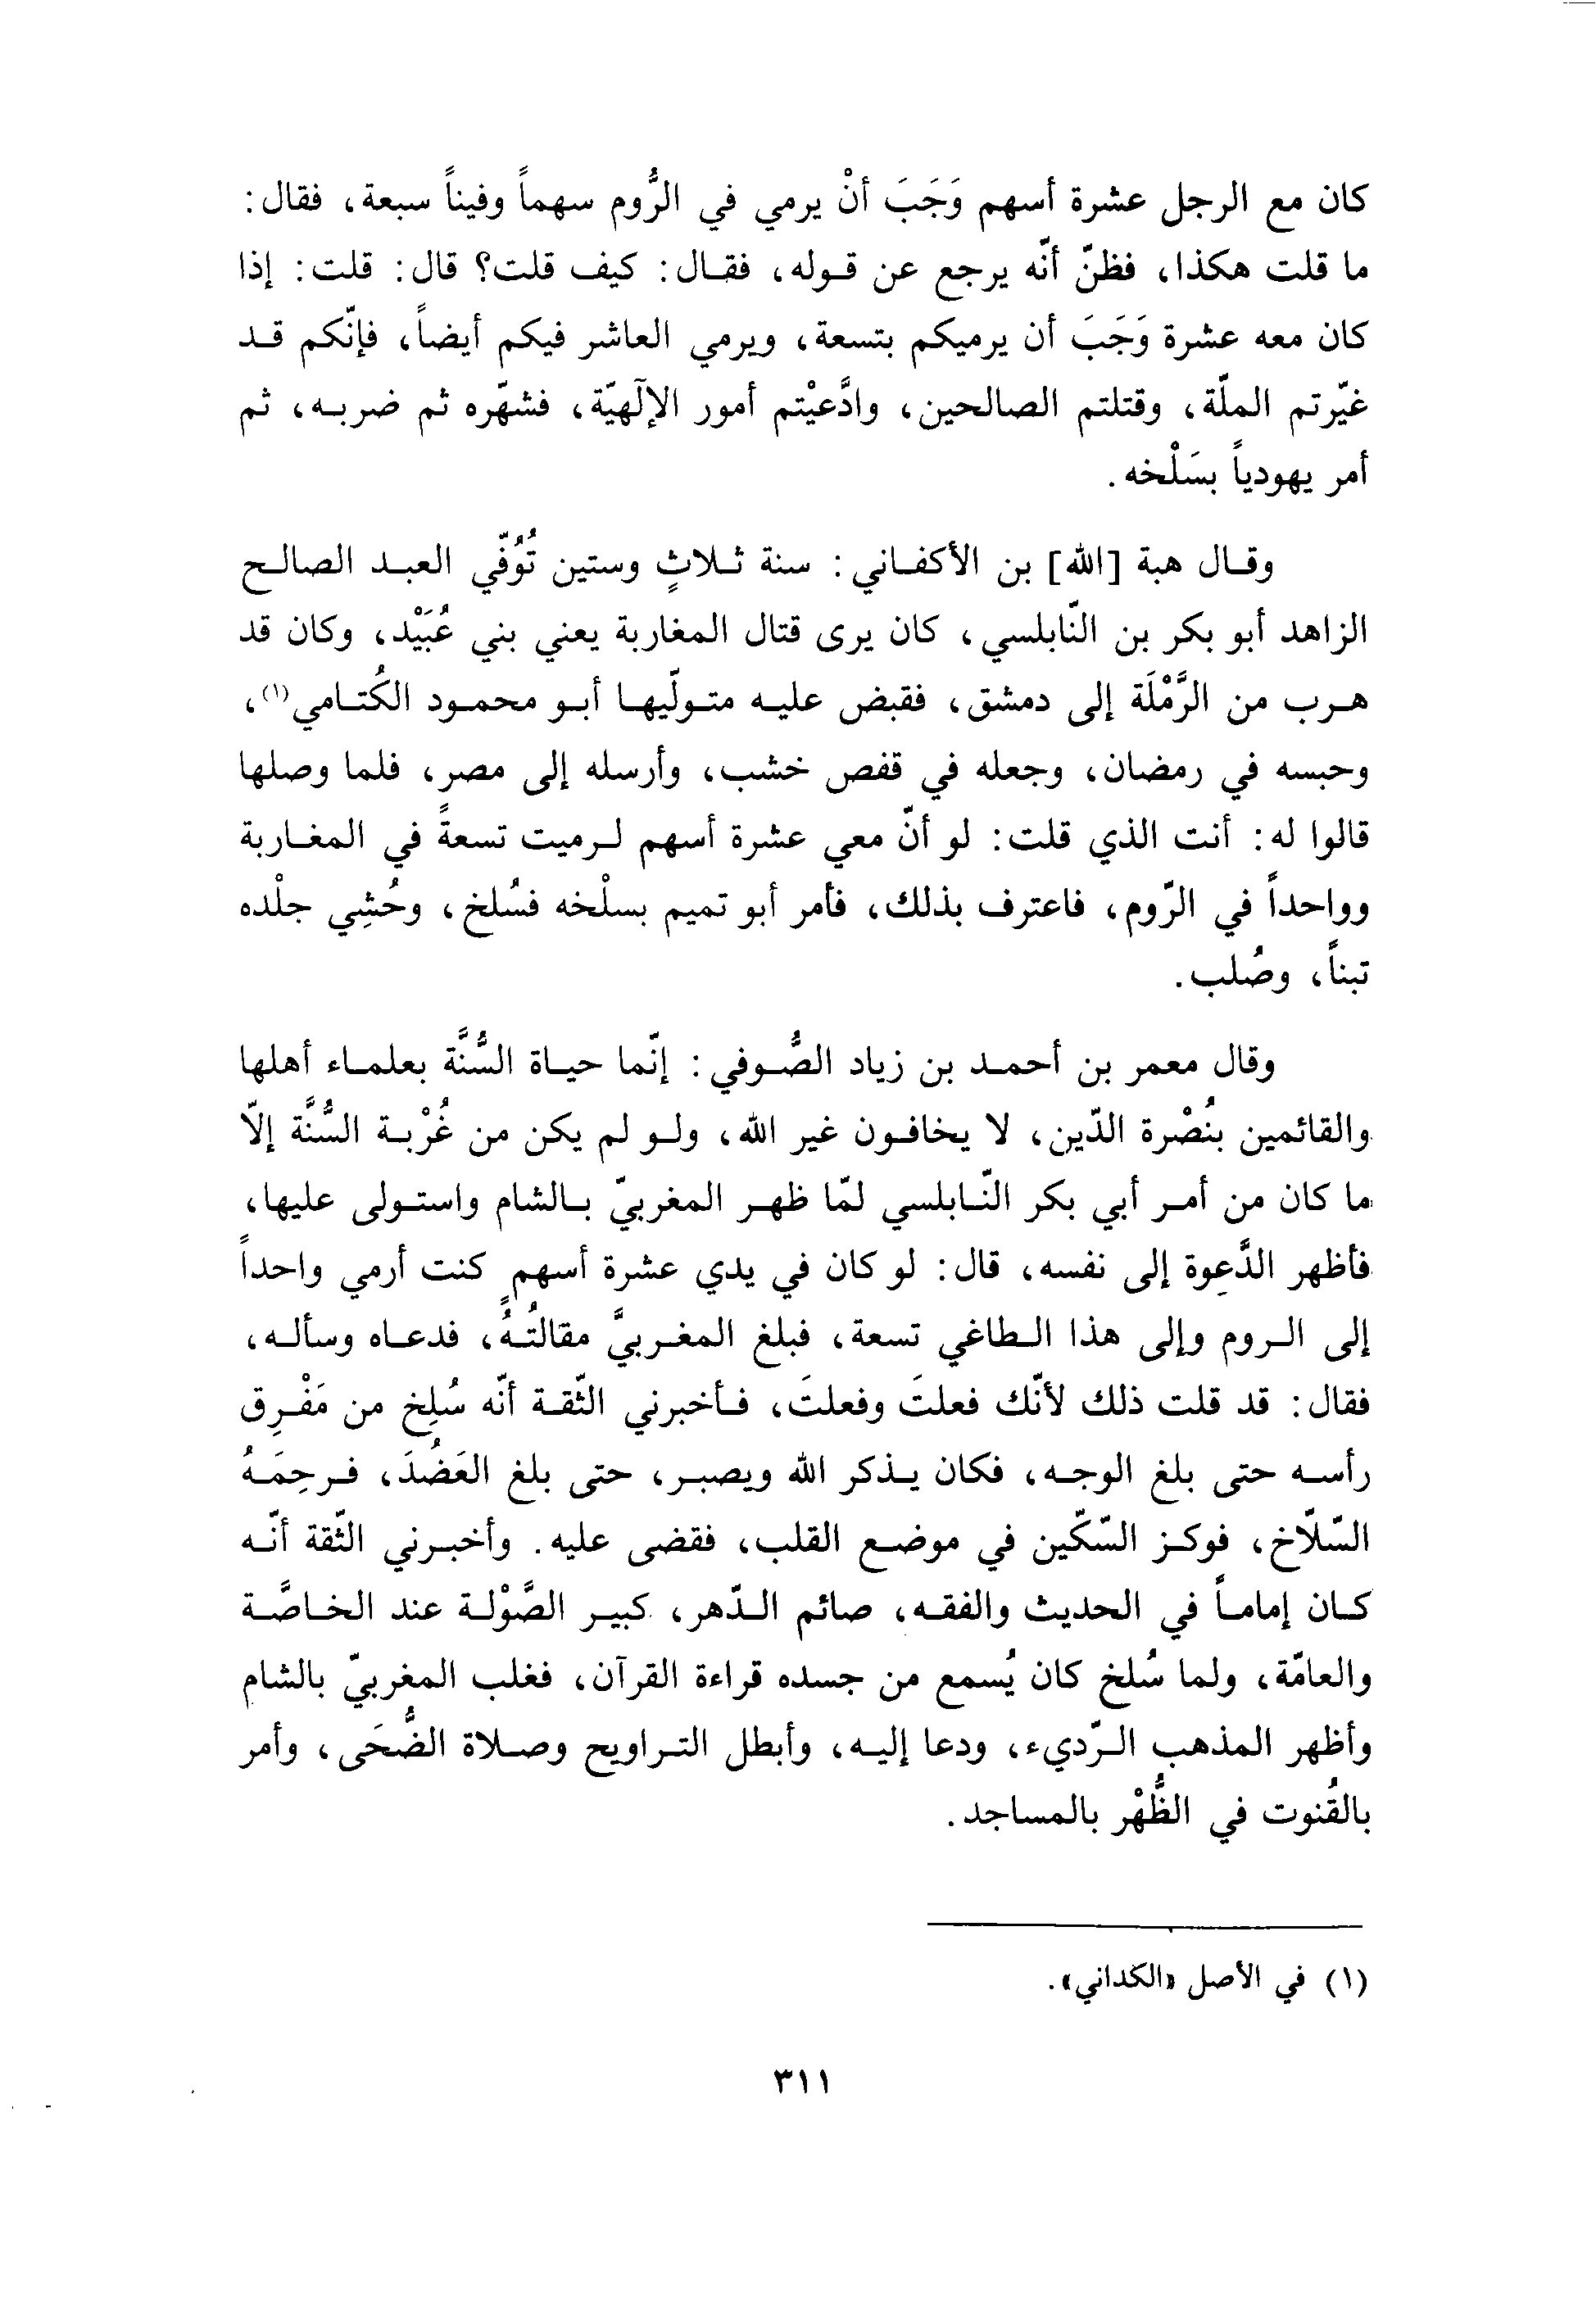 كان مع الرجل عشرة أسهم وَجَبَ أنْ يرمي في الرُّوم سهماً وفيناً سبعة، فقال:
ما قلت هكذا، فظنّ أنّه يرجع عن قوله، فقال: كيف قلت؟ قال: قلت: إذا
كان معه عشرة وَجَبَ أن يرميكم بتسعة، ويرمي العاشر فيكم أيضاً، فإنّكم قد
غيّرتم الملّة، وقتلتم الصالحين، وادَّعيْتم أمور الإلٓهيّة، فشهّره ثم ضربه، ثم
أمر يهودياً بسَلْخه.
وقال هبة [الله] بن الأكفاني: سنة ثلاثٍ وستين تُوُفّي العبد الصالح
الزاهد أبو بكر بن النّابلسي، كان يرى قتال المغاربة يعني بني عُبَيْد، وكان قد
هرب من الرَّمْلَة إلى دمشق، فقبض عليه متولّيها أبو محمود الكُتامي(١)،
وحبسه في رمضان، وجعله في قفص خشب، وأرسله إلى مصر، فلما وصلها
قالوا له: أنت الذي قلت: لو أنّ معي عشرة أسهم لرميت تسعةً في المغاربة
وواحداً في الرّوم، فاعترف بذلك، فأمر أبو تميم بسلْخه فسُلخ، وحُشِي جلْده
تبناً، وصُلب.
وقال معمر بن أحمد بن زياد الصُّوفي: إنّما حياة السُّنَّة بعلماء أهلها
والقائمين بنُصْرة الدّين، لا يخافون غير الله، ولو لم يكن من غُرْبة السُّنَّة إلاّ
ما كان من أمر أبي بكر النّابلسي لمّا ظهر المغربيّ بالشام واستولى عليها،
فأظهر الدَّعوة إلى نفسه، قال: لو كان في يدي عشرة أسهمٍ كنت أرمي واحداً
إلى الروم وإلى هذا الطاغي تسعة، فبلغ المغربيَّ مقالتُهُ، فدعاه وسأله،
فقال: قد قلت ذلك لأنّك فعلتَ وفعلتَ، فأخبرني الثّقة أنّه سُلِخ من مَفْرِق
رأسه حتى بلغ الوجه، فكان يذكر الله ويصبر، حتى بلغ العَضُدَ، فرحِمَهُ
السّلاّخ، فوكز السّكّين في موضع القلب، فقضى عليه. وأخبرني الثّقة أنّه
كان إماماً في الحديث والفقه، صائم الدّهر، كبير الصَّوْلة عند الخاصَّة
والعامّة، ولما سُلخ كان يُسمع من جسده قراءة القرآن، فغلب المغربيّ بالشام
وأظهر المذهب الرّديء، ودعا إليه، وأبطل التراويح وصلاة الضُّحَى، وأمر
بالقُنوت في الظُّهْر بالمساجد.
(١) في الأصل «الكداني».
٣١١